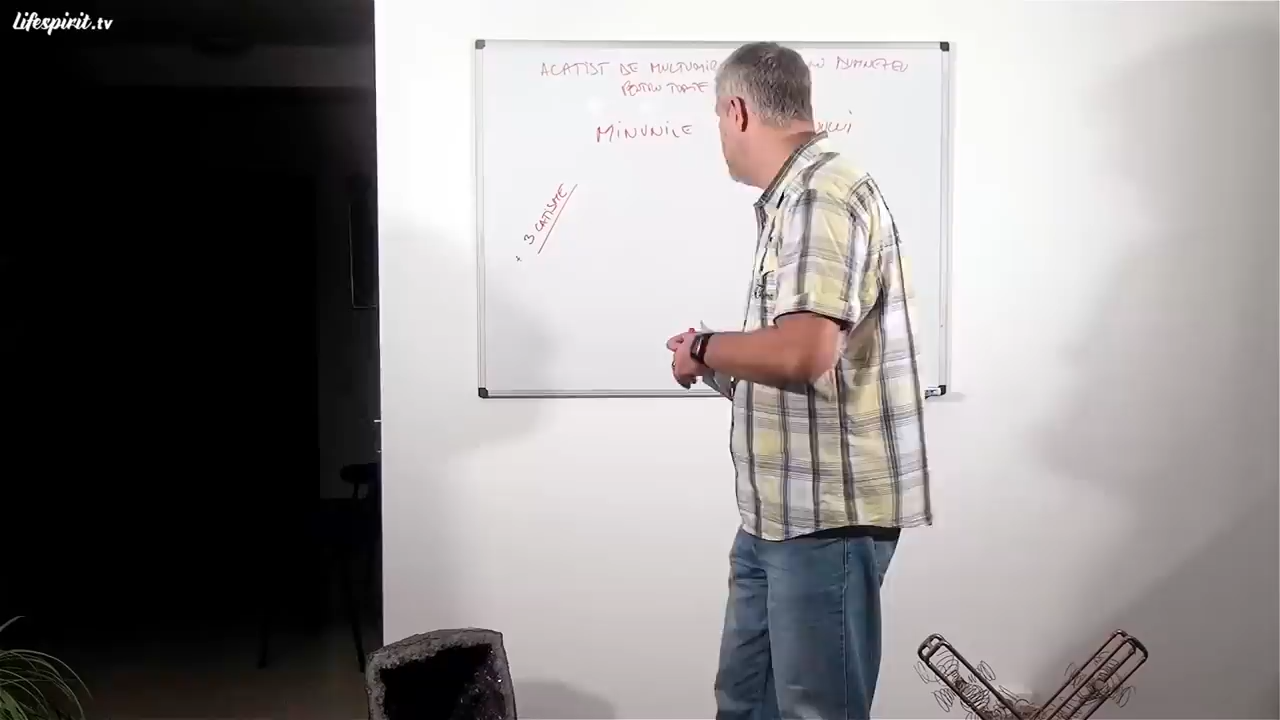 Lifespirit.tv
ACATIST DE MULTUMIR DUMNEZEU
PENTRU TOATE
MINUNILE
+ 3 CATISME